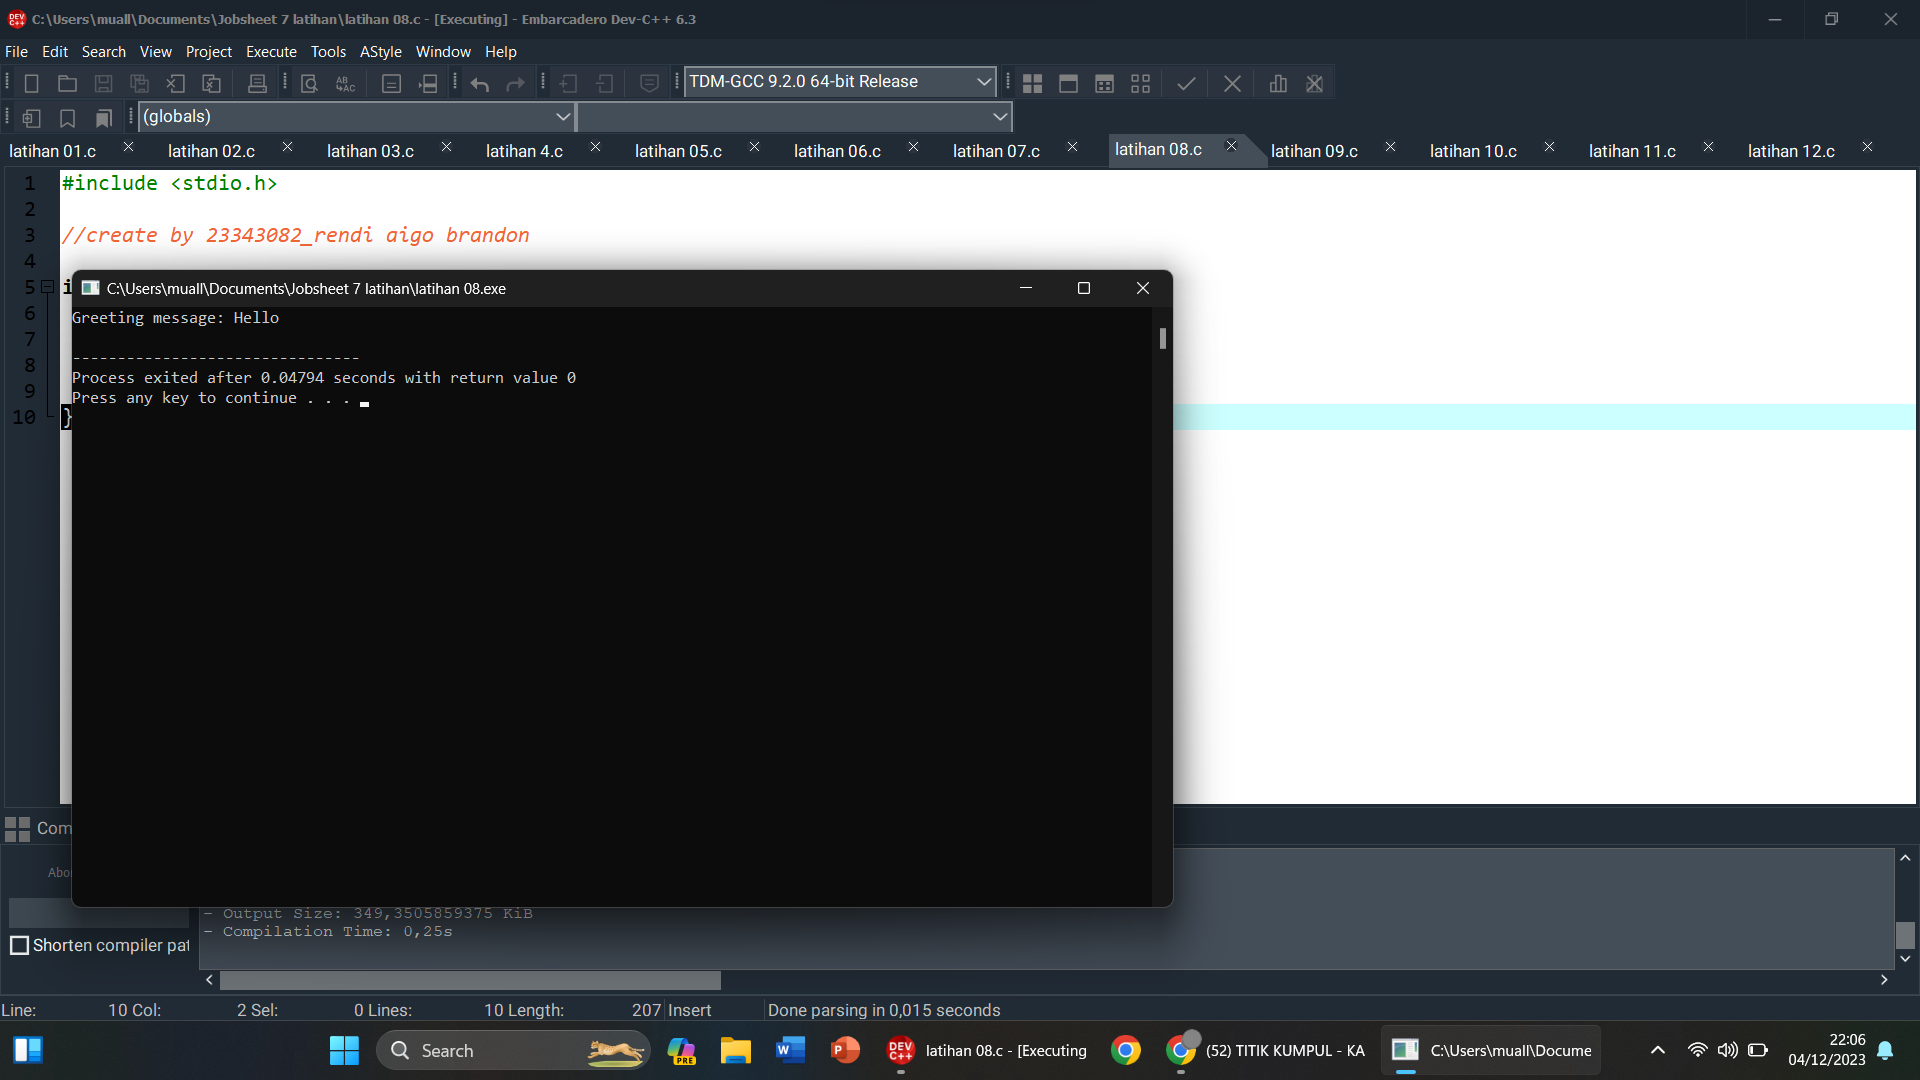 C:\Users\muall\Documents\Jobsheet 7 latihan\latihan 08.c - [Executing] - Embarcadero Dev-C++ 6.3
File Edit Search View Project Execute Tools AStyle Window Help
TDM-GCC 9.2.0 64-bit Release
(globals)
latihan 01.c latihan 02.c latihan 03.c latihan 4.c latihan 05.c latihan 06.c latihan 07.c latihan 08.c latihan 09.c latihan 10.c latihan 11.c latihan 12.c
1 #include <stdio.h>
2
3 //create by 23343082_rendi aigo brandon
4
5 i
6
7
8
9
10 }
C:\Users\muall\Documents\Jobsheet 7 latihan\latihan 08.exe
Greeting message: Hello
--------------------------------
Process exited after 0.04794 seconds with return value 0
Press any key to continue . . .
Com
Abo
- Output Size: 349,3505859375 KiB
- Compilation Time: 0,25s
Shorten compiler pat
Line: 10 Col: 2 Sel: 0 Lines: 10 Length: 207 Insert Done parsing in 0,015 seconds
Search
PRE
DEV C++ latihan 08.c - [Executing
(52) TITIK KUMPUL - KA
C:\Users\muall\Docume
22:06
04/12/2023